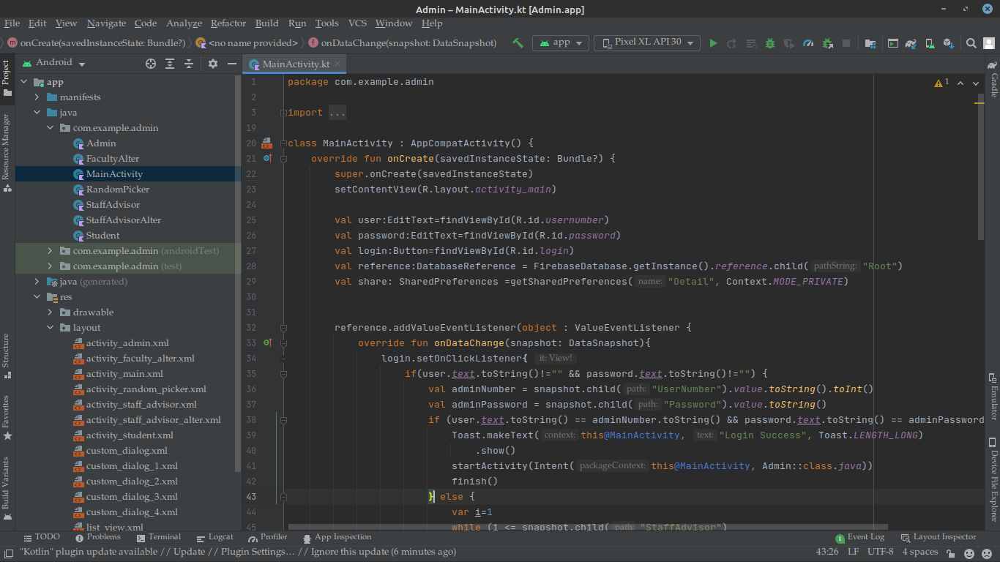 Admin – MainActivity.kt [Admin.app]
File Edit View Navigate Code Analyze Refactor Build Run Tools VCS Window Help
onCreate(savedInstanceState: Bundle?) <no name provided> onDataChange(snapshot: DataSnapshot) app Pixel XL API 30
Project
Resource Manager
Structure
Favorites
Build Variants
Android
app
manifests
java
com.example.admin
Admin
FacultyAlter
MainActivity
RandomPicker
StaffAdvisor
StaffAdvisorAlter
Student
com.example.admin (androidTest)
com.example.admin (test)
java (generated)
res
drawable
layout
activity_admin.xml
activity_faculty_alter.xml
activity_main.xml
activity_random_picker.xml
activity_staff_advisor.xml
activity_staff_advisor_alter.xml
activity_student.xml
custom_dialog.xml
custom_dialog_1.xml
custom_dialog_2.xml
custom_dialog_3.xml
custom_dialog_4.xml
list_view.xml
MainActivity.kt
1 package com.example.admin
1
2
3 import ...
19
20 class MainActivity : AppCompatActivity() {
21 override fun onCreate(savedInstanceState: Bundle?) {
22 super.onCreate(savedInstanceState)
23 setContentView(R.layout.activity_main)
24
25 val user:EditText=findViewById(R.id.usernumber)
26 val password:EditText=findViewById(R.id.password)
27 val login:Button=findViewById(R.id.login)
28 val reference:DatabaseReference = FirebaseDatabase.getInstance().reference.child( pathString: "Root")
29 val share: SharedPreferences =getSharedPreferences( name: "Detail", Context.MODE_PRIVATE)
30
31
32 reference.addValueEventListener(object : ValueEventListener {
33 override fun onDataChange(snapshot: DataSnapshot){
34 login.setOnClickListener{ it: View!
35 if(user.text.toString()!="" && password.text.toString()!="") {
36 val adminNumber = snapshot.child( path: "UserNumber").value.toString().toInt()
37 val adminPassword = snapshot.child( path: "Password").value.toString()
38 if (user.text.toString() == adminNumber.toString() && password.text.toString() == adminPassword
39 Toast.makeText( context: this@MainActivity, text: "Login Success", Toast.LENGTH_LONG)
40 .show()
41 startActivity(Intent( packageContext: this@MainActivity, Admin::class.java))
42 finish()
43 } else {
44 var i=1
45 while (i <= snapshot.child( path: "StaffAdvisor")
Gradle
Emulator
Device File Explorer
TODO Problems Terminal Logcat Profiler App Inspection 1 Event Log Layout Inspector
"Kotlin" plugin update available // Update // Plugin Settings... // Ignore this update (6 minutes ago) 43:26 LF UTF-8 4 spaces